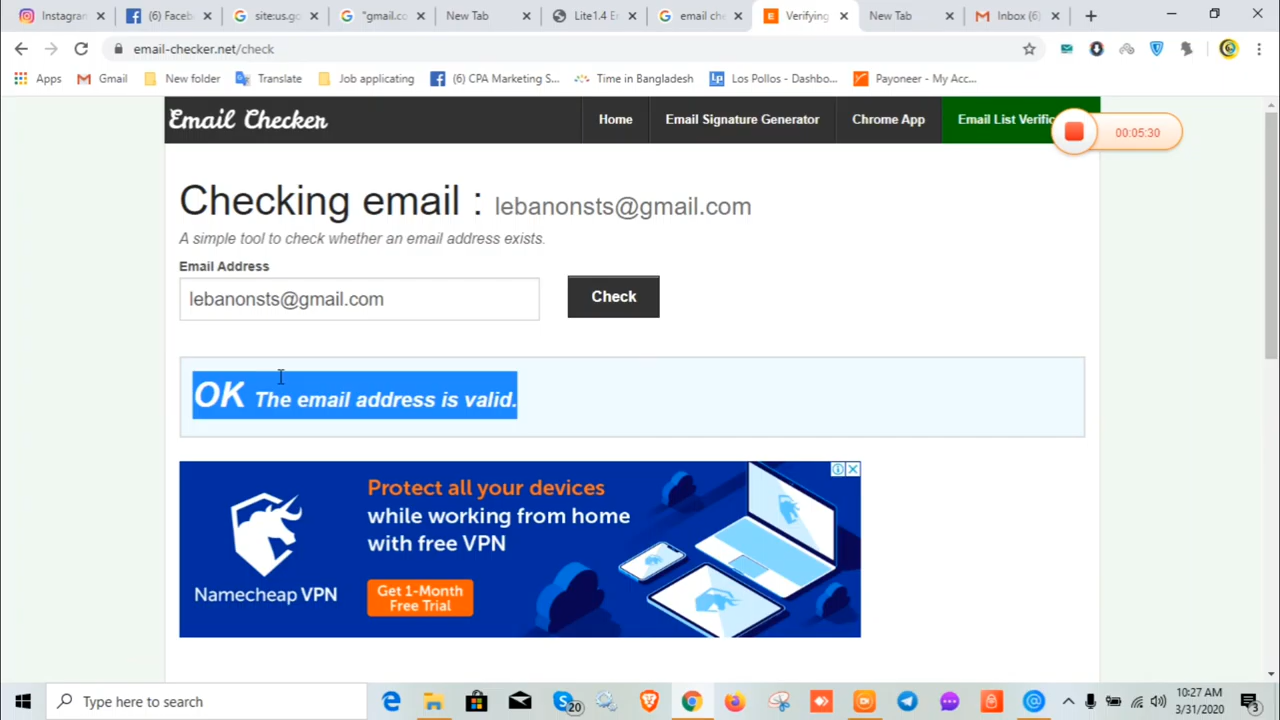 Instagran
(6) Faceb
site:us.go
"gmail.co
New Tab
Lite1.4 Er
email che
Verifying
New Tab
Inbox (6)
email-checker.net/check
Apps
Gmail
New folder
Translate
Job applicating
(6) CPA Marketing S...
Time in Bangladesh
Los Pollos - Dashbo...
Payoneer - My Acc...
Email Checker
Home
Email Signature Generator
Chrome App
Email List Verific
00:05:30
Checking email : lebanonsts@gmail.com
A simple tool to check whether an email address exists.
Email Address
lebanonsts@gmail.com
Check
OK The email address is valid.
Protect all your devices
while working from home
with free VPN
Namecheap VPN
Get 1-Month
Free Trial
Type here to search
20
10:27 AM
3/31/2020
3